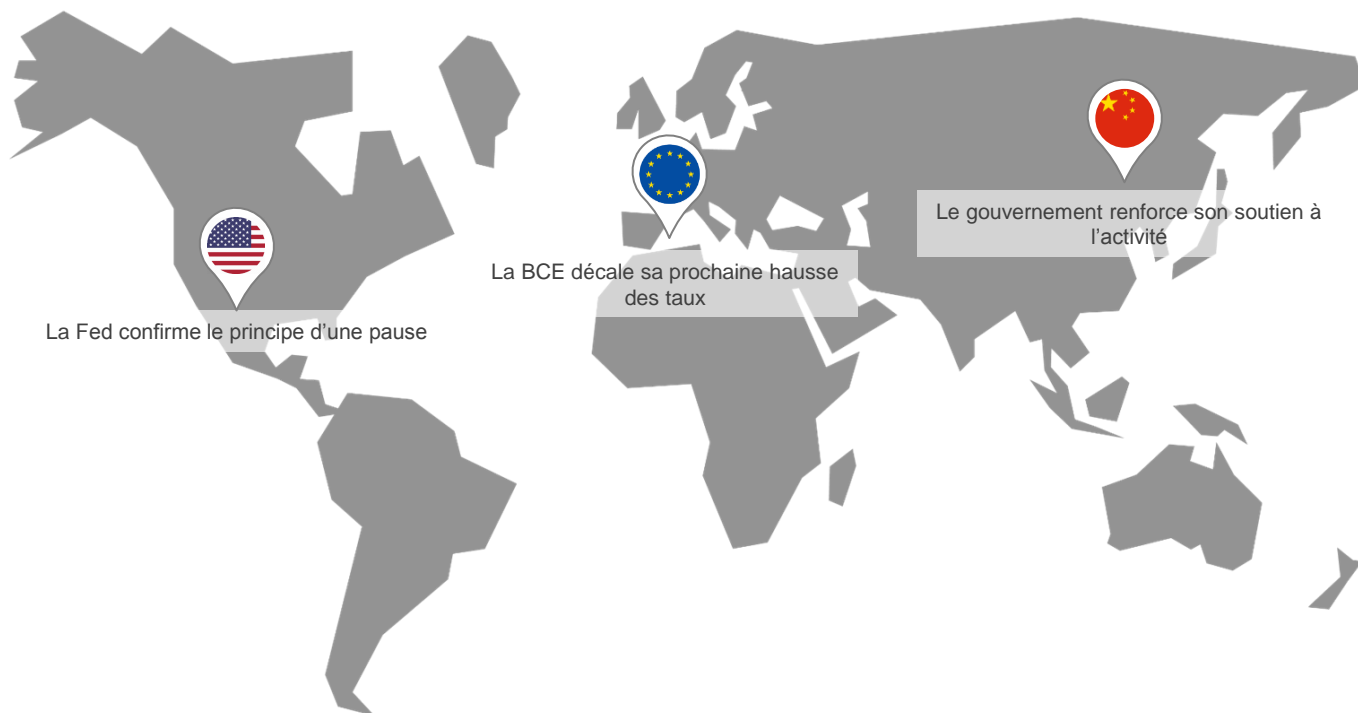 Le gouvernement renforce son soutien à
l’activité
La BCE décale sa prochaine hausse
des taux
La Fed confirme le principe d’une pause